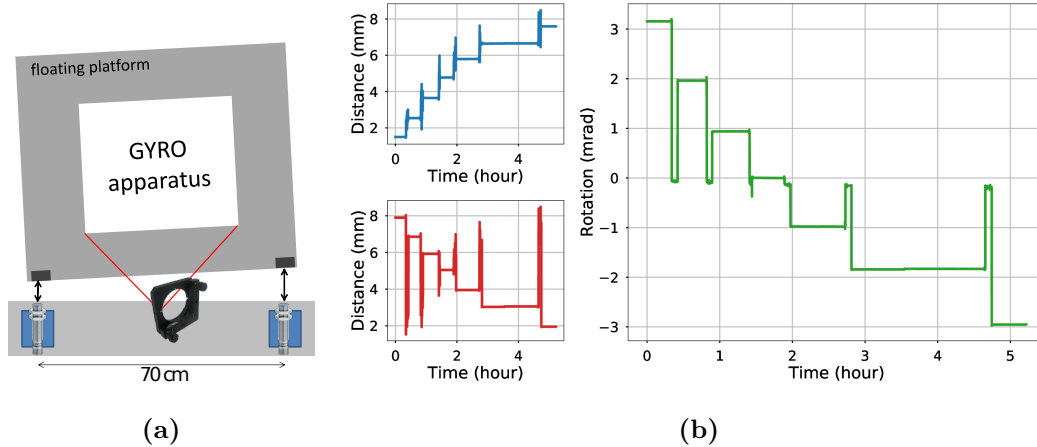 floating platform
GYRO
apparatus
70 cm
(a)
Distance (mm)
8
6
4
2
0
2
4
Time (hour)
Distance (mm)
8
6
4
2
0
2
4
Time (hour)
Rotation (mrad)
3
2
1
0
−1
−2
−3
0
1
2
3
4
5
Time (hour)
(b)